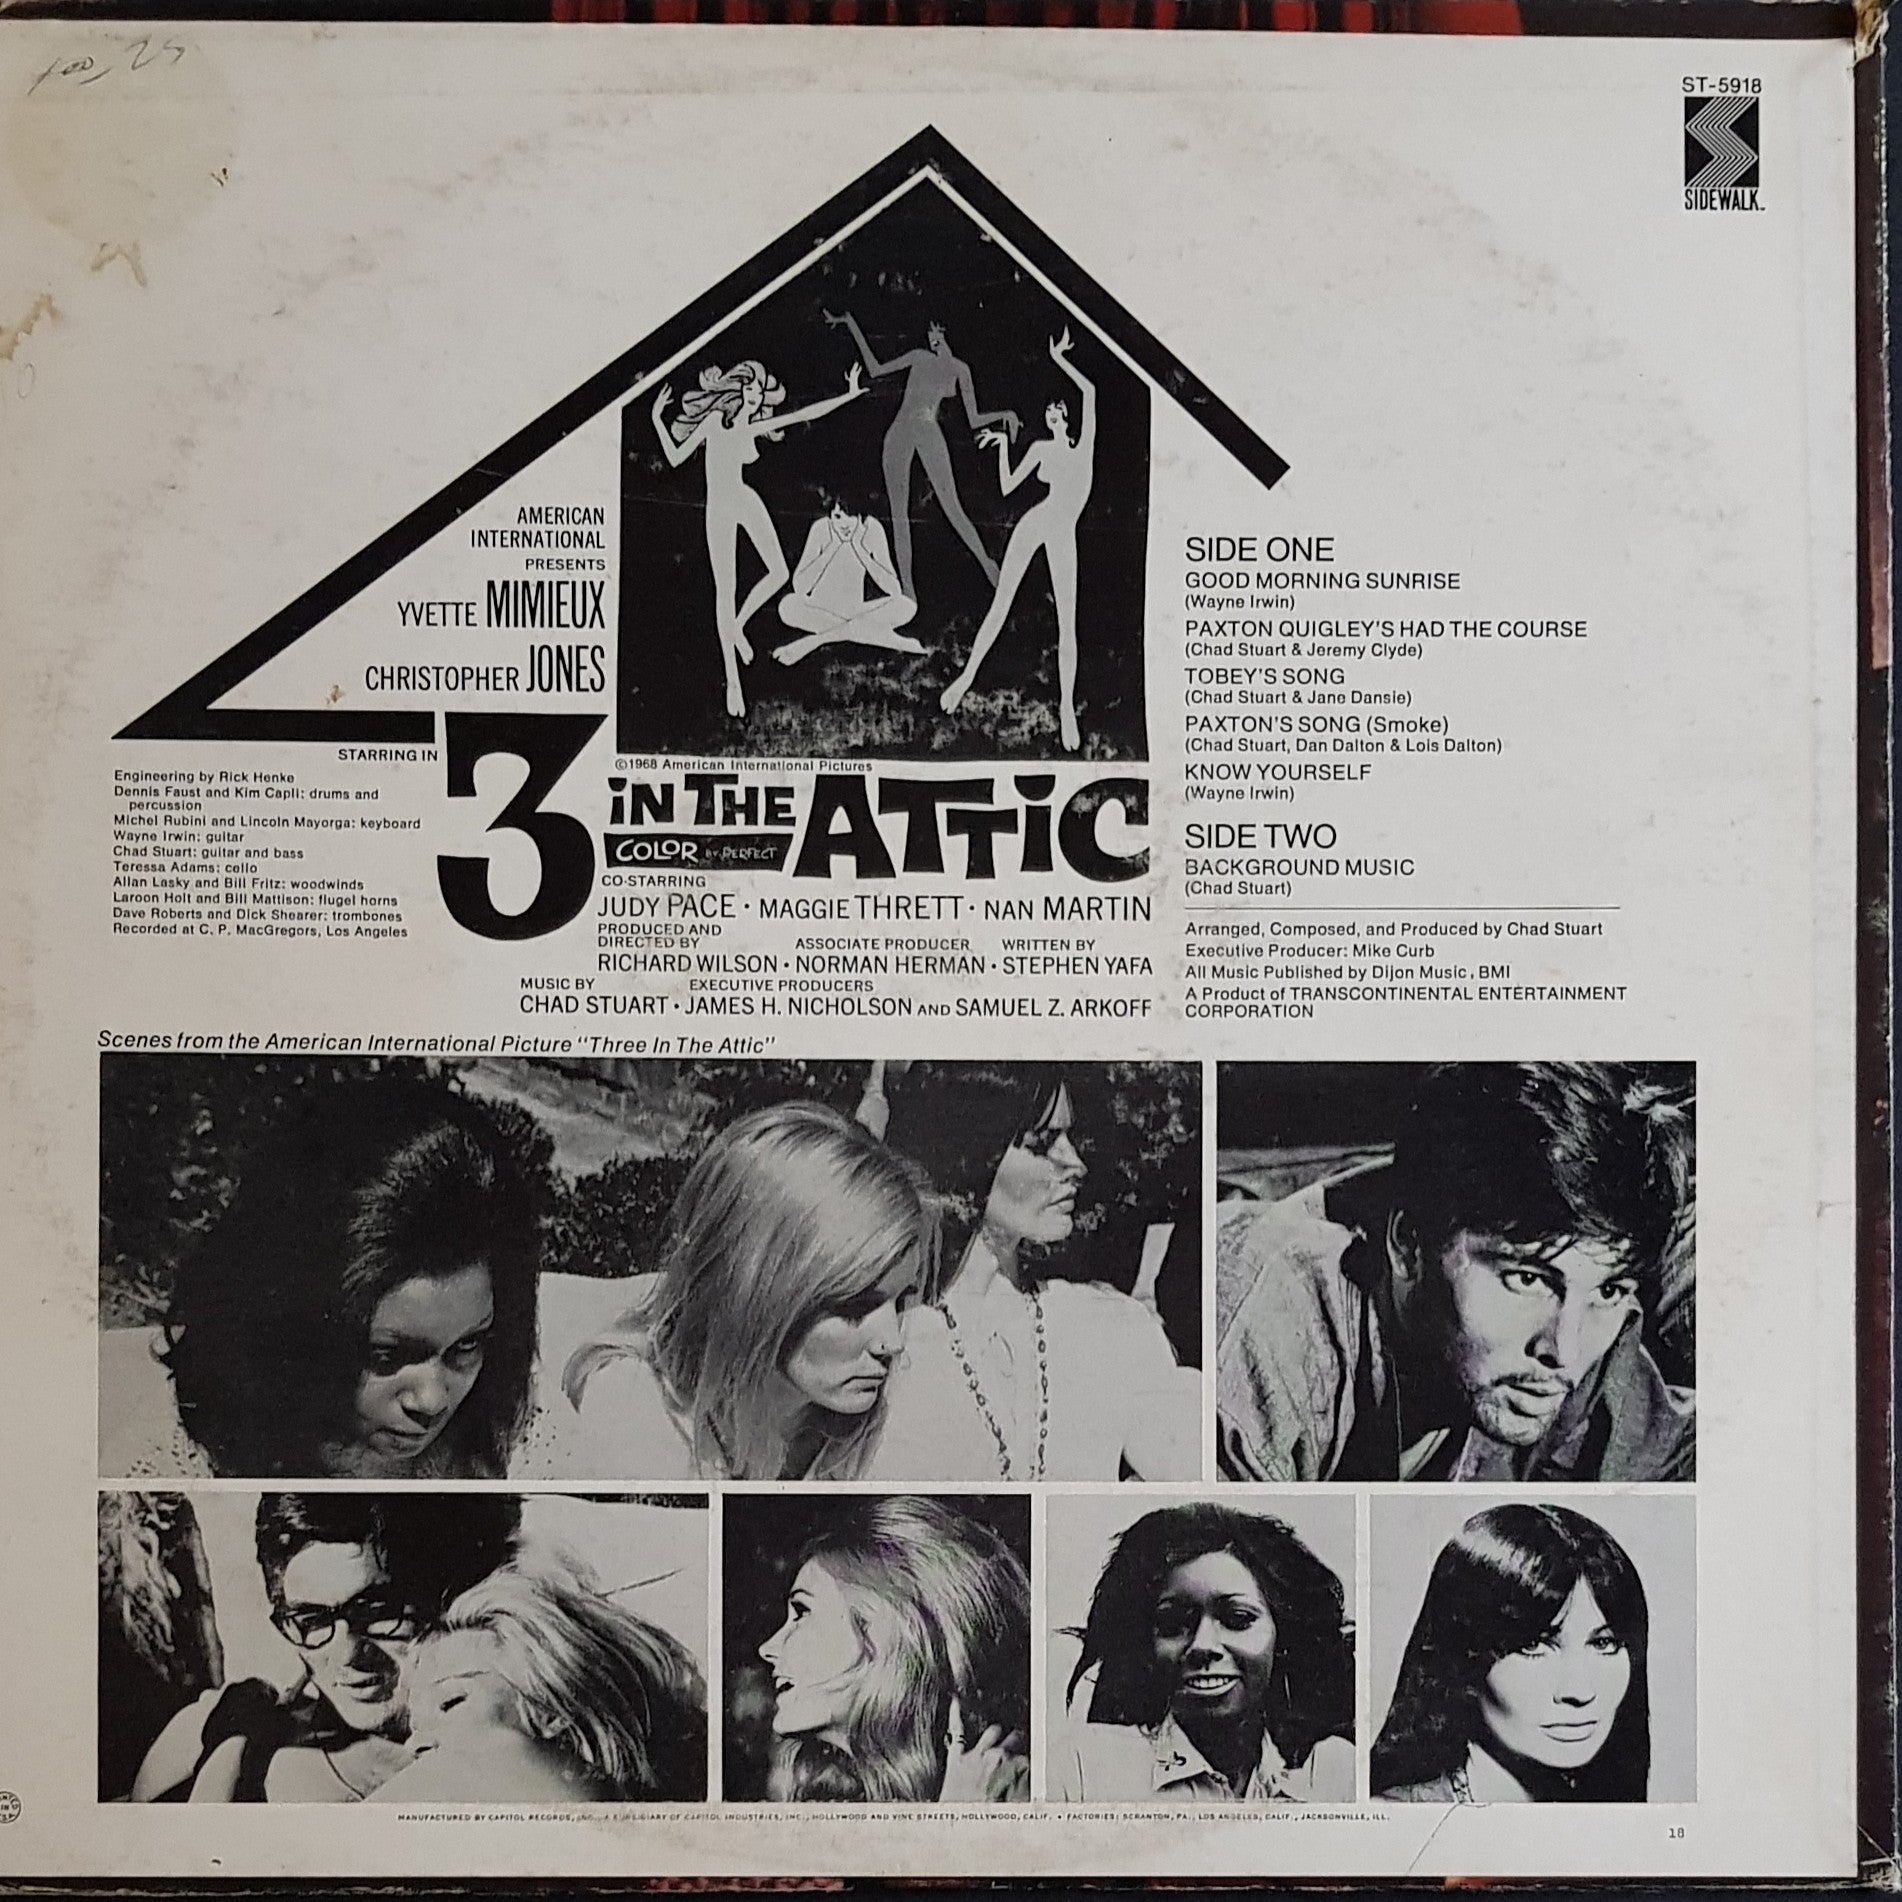 ST-5918
SIDEWALK
AMERICAN
INTERNATIONAL
PRESENTS
YVETTE MIMIEUX
CHRISTOPHER JONES
STARRING IN
3 IN THE ATTIC
COLOR BY PERFECT
©1968 American International Pictures
CO-STARRING
JUDY PACE · MAGGIE THRETT · NAN MARTIN
PRODUCED AND
DIRECTED BY ASSOCIATE PRODUCER WRITTEN BY
RICHARD WILSON · NORMAN HERMAN · STEPHEN YAFA
MUSIC BY EXECUTIVE PRODUCERS
CHAD STUART · JAMES H. NICHOLSON AND SAMUEL Z. ARKOFF
Engineering by Rick Henke
Dennis Faust and Kim Capli: drums and
percussion
Michel Rubini and Lincoln Mayorga: keyboard
Wayne Irwin: guitar
Chad Stuart: guitar and bass
Teressa Adams: cello
Allan Lasky and Bill Fritz: woodwinds
Laroon Holt and Bill Mattison: flugel horns
Dave Roberts and Dick Shearer: trombones
Recorded at C. P. MacGregors, Los Angeles
SIDE ONE
GOOD MORNING SUNRISE
(Wayne Irwin)
PAXTON QUIGLEY'S HAD THE COURSE
(Chad Stuart & Jeremy Clyde)
TOBEY'S SONG
(Chad Stuart & Jane Dansie)
PAXTON'S SONG (Smoke)
(Chad Stuart, Dan Dalton & Lois Dalton)
KNOW YOURSELF
(Wayne Irwin)
SIDE TWO
BACKGROUND MUSIC
(Chad Stuart)
Arranged, Composed, and Produced by Chad Stuart
Executive Producer: Mike Curb
All Music Published by Dijon Music, BMI
A Product of TRANSCONTINENTAL ENTERTAINMENT
CORPORATION
Scenes from the American International Picture "Three In The Attic"
MANUFACTURED BY CAPITOL RECORDS, INC., A SUBSIDIARY OF CAPITOL INDUSTRIES, INC., HOLLYWOOD AND VINE STREETS, HOLLYWOOD, CALIF. • FACTORIES: SCRANTON, PA., LOS ANGELES, CALIF., JACKSONVILLE, ILL.
18